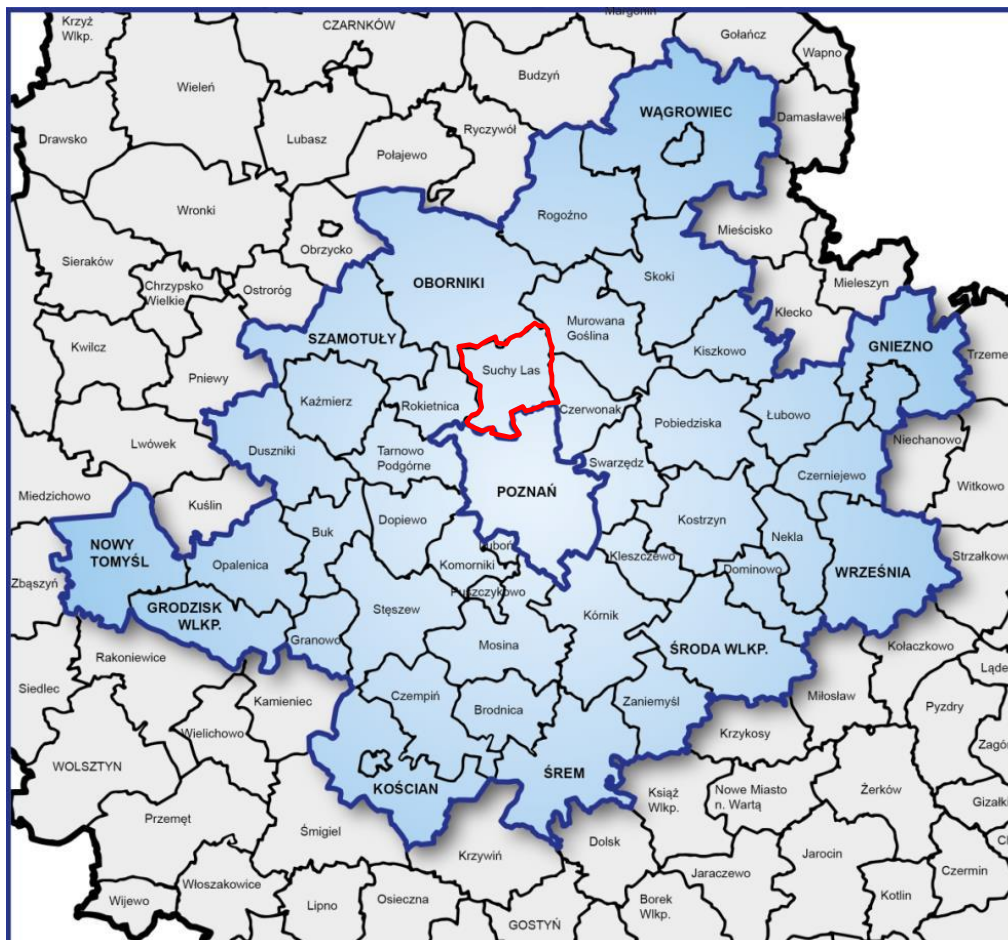 Margonin
Krzyż
Wlkp.
CZARNKÓW
Gołańcz
Wapno
Budzyń
Wieleń
WĄGROWIEC
Damasławek
Drawsko
Lubasz
Ryczywół
Połajewo
Wronki
Rogoźno
Mieścisko
Obrzycko
Sieraków
Chrzypsko
Wielkie
Ostroróg
OBORNIKI
Skoki
Mieleszyn
Kłecko
SZAMOTUŁY
Murowana
Goślina
Kwilcz
Kiszkowo
GNIEZNO
Trzeme
Pniewy
Suchy Las
Kaźmierz
Rokietnica
Czerwonak
Pobiedziska
Łubowo
Lwówek
Duszniki
Tarnowo
Podgórne
Swarzędz
Niechanowo
Czerniejewo
Miedzichowo
Kuślin
POZNAŃ
Witkowo
Buk
Dopiewo
Kostrzyn
Nekla
NOWY
TOMYŚL
Luboń
Zbąszyń
Opalenica
Komorniki
Kleszczewo
Dominowo
WRZEŚNIA
Strzałkowo
GRODZISK
WLKP.
Puszczykowo
Stęszew
Kórnik
Granowo
Mosina
ŚRODA WLKP.
Kołaczkowo
Rakoniewice
Siedlec
Kamieniec
Czempiń
Brodnica
Zaniemyśl
Miłosław
Lądę
Pyzdry
Wielichowo
Krzykosy
Zagór
WOLSZTYN
KOŚCIAN
ŚREM
Książ
Wlkp.
Nowe Miasto
n. Wartą
Żerków
Gizałki
Przemęt
Śmigiel
Krzywiń
Dolsk
Jarocin
Włoszakowice
Jaraczewo
Czermin
Wijewo
Lipno
Osieczna
Borek
Wlkp.
Kotlin
GOSTYŃ